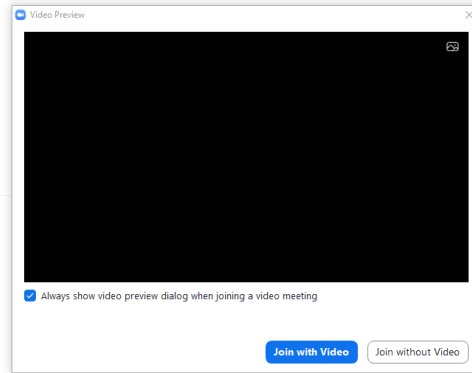 Video Preview
Always show video preview dialog when joining a video meeting
Join with Video
Join without Video